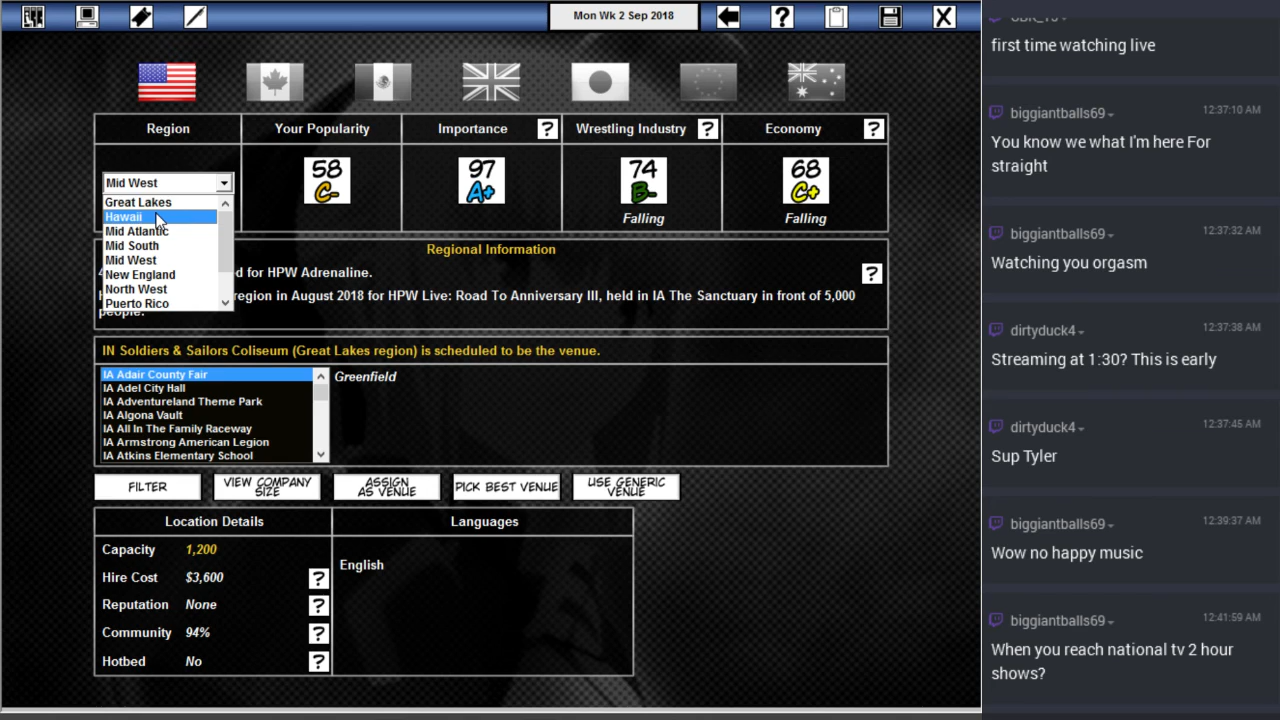 Mon Wk 2 Sep 2018
?
X
Region
Your Popularity
Importance
?
Wrestling Industry
?
Economy
?
Mid West
58
C-
97
A+
74
B-
68
C+
Falling
Falling
Great Lakes
Hawaii
Mid Atlantic
Mid South
Mid West
New England
North West
Puerto Rico
Regional Information
d for HPW Adrenaline.
?
region in August 2018 for HPW Live: Road To Anniversary III, held in IA The Sanctuary in front of 5,000
people.
IN Soldiers & Sailors Coliseum (Great Lakes region) is scheduled to be the venue.
IA Adair County Fair
IA Adel City Hall
IA Adventureland Theme Park
IA Algona Vault
IA All In The Family Raceway
IA Armstrong American Legion
IA Atkins Elementary School
Greenfield
FILTER
VIEW COMPANY
SIZE
ASSIGN
AS VENUE
PICK BEST VENUE
USE GENERIC
VENUE
Location Details
Languages
Capacity 1,200
Hire Cost $3,600 ?
Reputation None ?
Community 94% ?
Hotbed No ?
English
first time watching live
biggiantballs69 12:37:10 AM
You know we what I'm here For
straight
biggiantballs69 12:37:32 AM
Watching you orgasm
dirtyduck4 12:37:38 AM
Streaming at 1:30? This is early
dirtyduck4 12:37:45 AM
Sup Tyler
biggiantballs69 12:39:37 AM
Wow no happy music
biggiantballs69 12:41:59 AM
When you reach national tv 2 hour
shows?